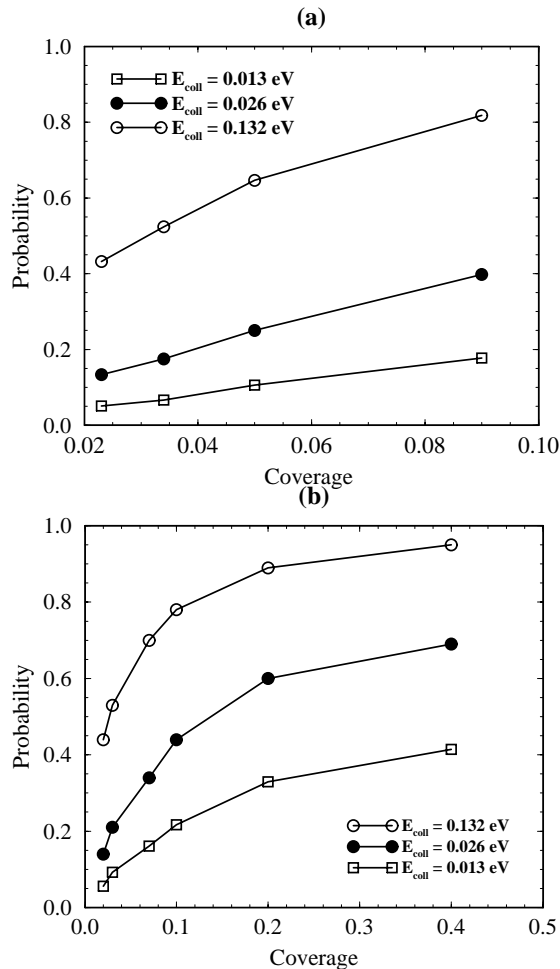 (a)
1.0
E_coll = 0.013 eV
E_coll = 0.026 eV
0.8
E_coll = 0.132 eV
0.6
Probability
0.4
0.2
0.0
0.02 0.04 0.06 0.08 0.10
Coverage
(b)
1.0
0.8
0.6
Probability
0.4
E_coll = 0.132 eV
E_coll = 0.026 eV
0.2
E_coll = 0.013 eV
0.0
0.0 0.1 0.2 0.3 0.4 0.5
Coverage